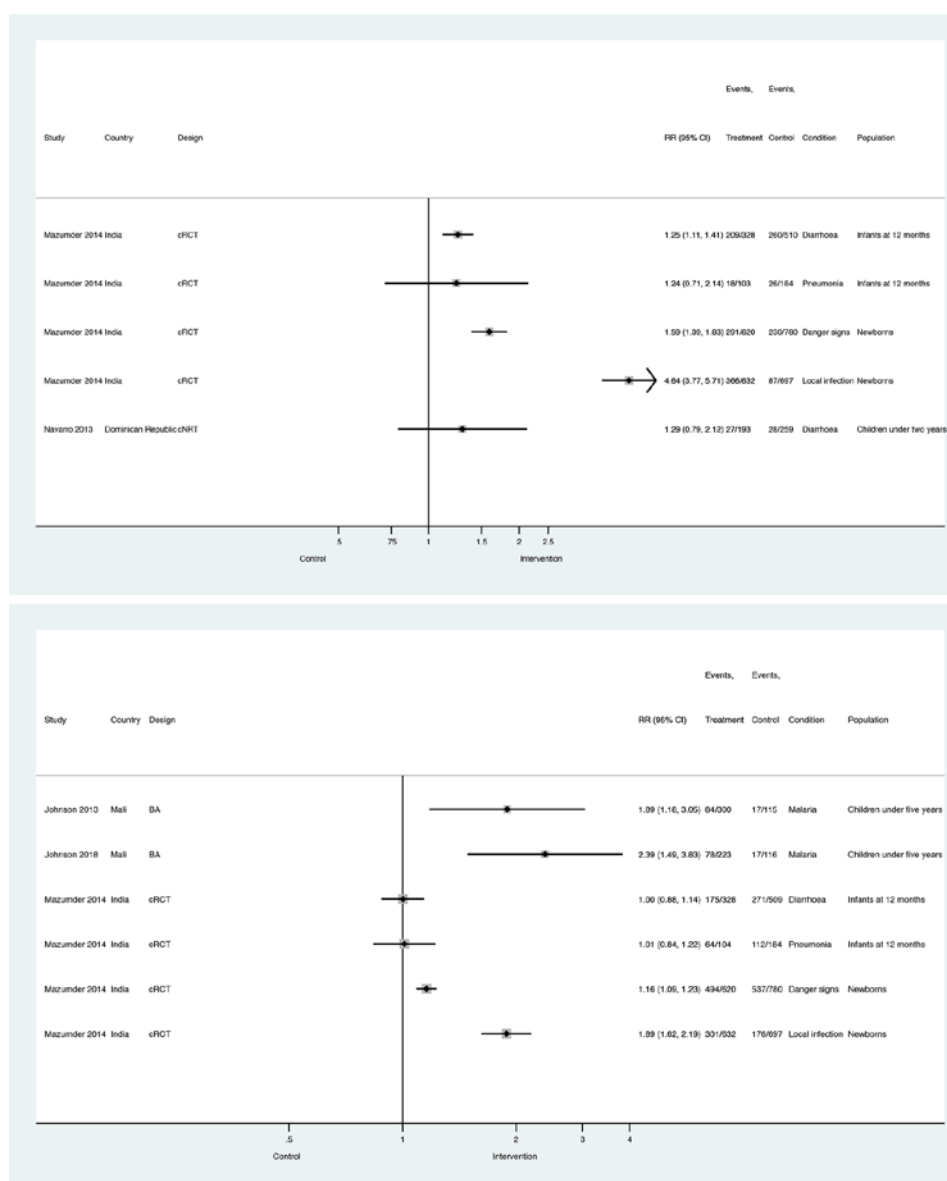 Events, Events,
Study Country Design RR (95% CI) Treatment Control Condition Population
Mazumder 2014 India cRCT 1.25 (1.11, 1.41) 209/328 260/510 Diarrhoea Infants at 12 months
Mazumder 2014 India cRCT 1.24 (0.71, 2.14) 18/103 26/184 Pneumonia Infants at 12 months
Mazumder 2014 India cRCT 1.59 (1.39, 1.83) 291/620 230/780 Danger signs Newborns
Mazumder 2014 India cRCT 4.64 (3.77, 5.71) 366/632 87/697 Local infection Newborns
Navarro 2013 Dominican Republic cNRT 1.29 (0.79, 2.12) 27/193 28/259 Diarrhoea Children under two years
.5 .75 1 1.5 2 2.5
Control Intervention
Events, Events,
Study Country Design RR (95% CI) Treatment Control Condition Population
Johnson 2013 Mali BA 1.89 (1.18, 3.05) 84/300 17/115 Malaria Children under five years
Johnson 2018 Mali BA 2.39 (1.49, 3.83) 78/223 17/116 Malaria Children under five years
Mazumder 2014 India cRCT 1.00 (0.88, 1.14) 175/328 271/509 Diarrhoea Infants at 12 months
Mazumder 2014 India cRCT 1.01 (0.84, 1.22) 64/104 112/184 Pneumonia Infants at 12 months
Mazumder 2014 India cRCT 1.16 (1.09, 1.23) 494/620 537/780 Danger signs Newborns
Mazumder 2014 India cRCT 1.89 (1.62, 2.19) 301/632 176/697 Local infection Newborns
.5 1 2 3 4
Control Intervention